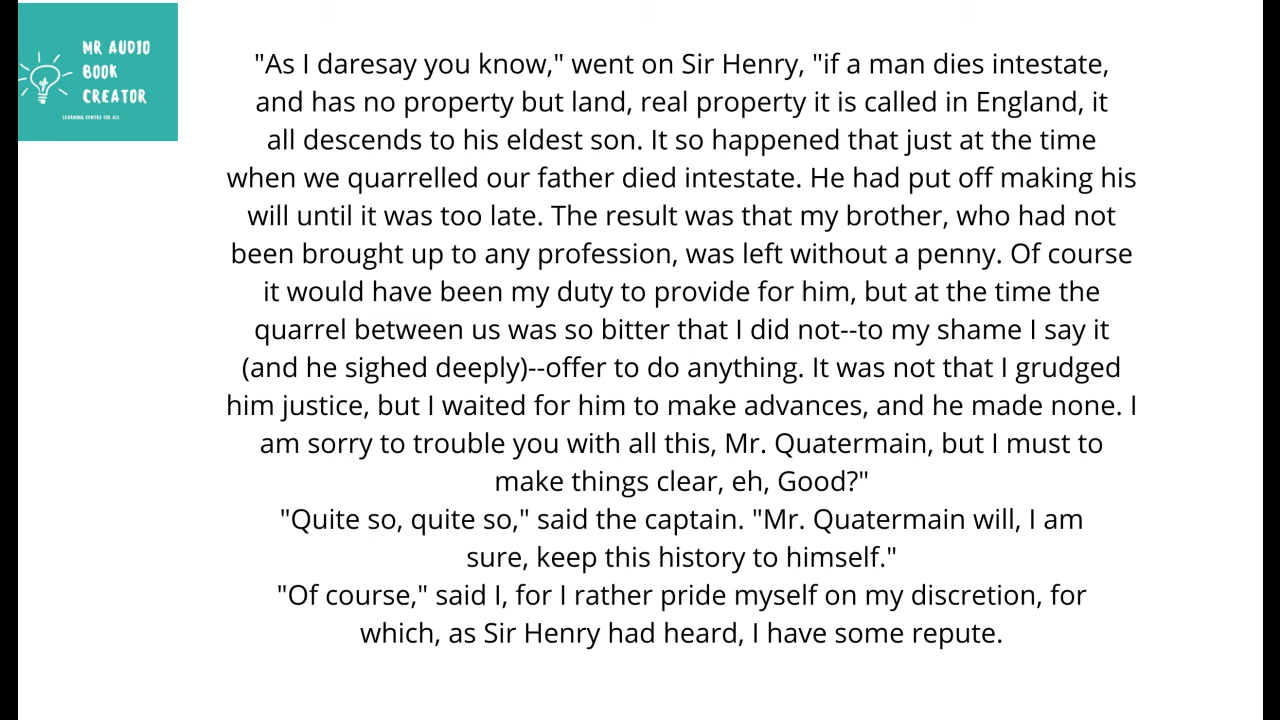 MR AUDIO
BOOK
CREATOR
LEARNING CENTRE FOR ALL
"As I daresay you know," went on Sir Henry, "if a man dies intestate,
and has no property but land, real property it is called in England, it
all descends to his eldest son. It so happened that just at the time
when we quarrelled our father died intestate. He had put off making his
will until it was too late. The result was that my brother, who had not
been brought up to any profession, was left without a penny. Of course
it would have been my duty to provide for him, but at the time the
quarrel between us was so bitter that I did not--to my shame I say it
(and he sighed deeply)--offer to do anything. It was not that I grudged
him justice, but I waited for him to make advances, and he made none. I
am sorry to trouble you with all this, Mr. Quatermain, but I must to
make things clear, eh, Good?"
"Quite so, quite so," said the captain. "Mr. Quatermain will, I am
sure, keep this history to himself."
"Of course," said I, for I rather pride myself on my discretion, for
which, as Sir Henry had heard, I have some repute.